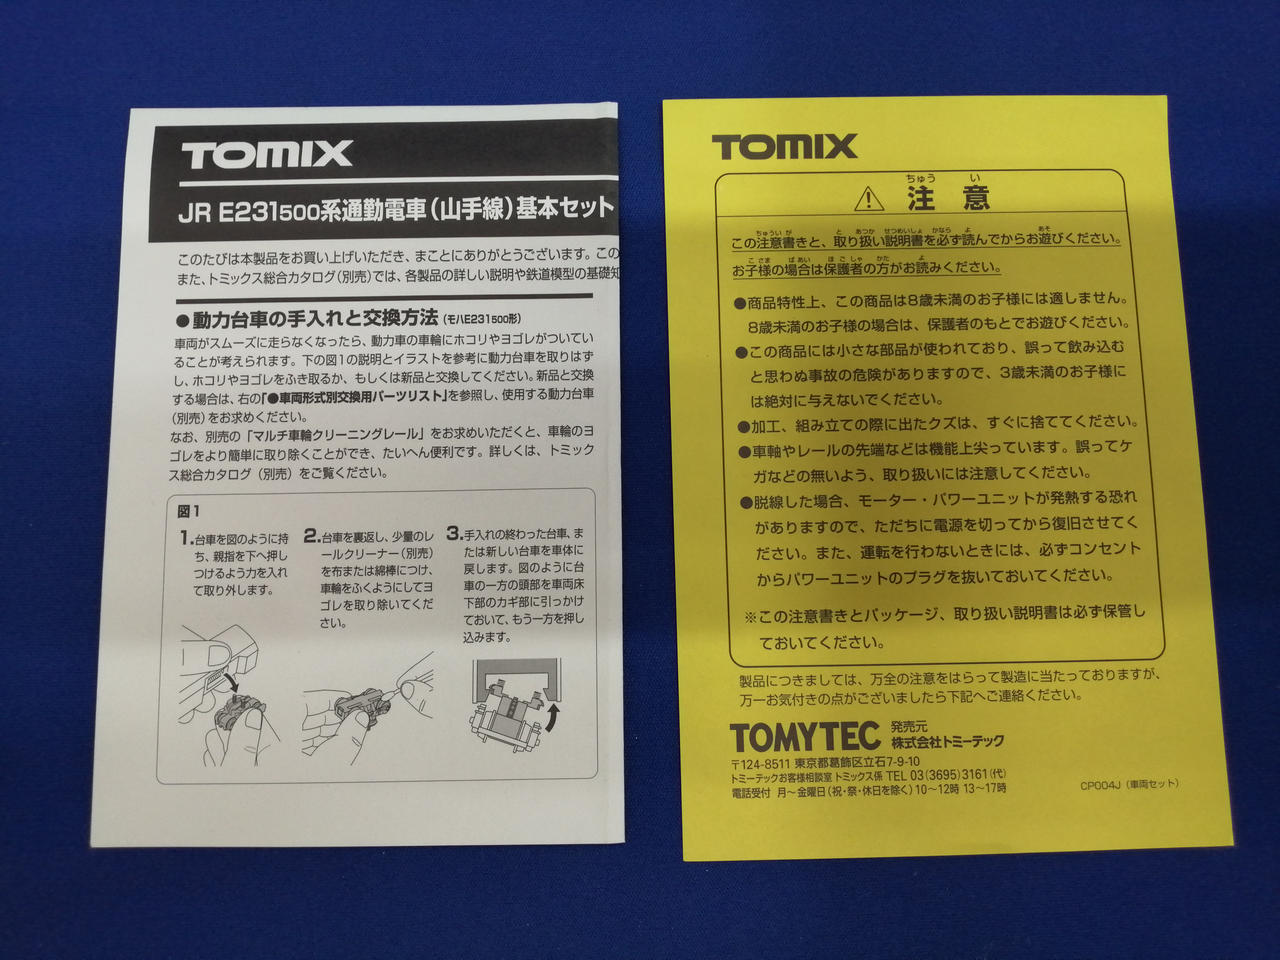 TOMIX
JR E231500系通勤電車(山手線)基本セット
このたびは本製品をお買い上げいただき、まことにありがとうございます。この
また、トミックス総合カタログ(別売)では、各製品の詳しい説明や鉄道模型の基礎知
●動力台車の手入れと交換方法(モハE231500形)
車両がスムーズに走らなくなったら、動力車の車輪にホコリやヨゴレがついてい
ることが考えられます。下の図1の説明とイラストを参考に動力台車を取りはず
し、ホコリやヨゴレをふき取るか、もしくは新品と交換してください。新品と交換
する場合は、右の「●車両形式別交換用パーツリスト」を参照し、使用する動力台車
(別売)をお求めください。
なお、別売の「マルチ車輪クリーニングレール」をお求めいただくと、車輪のヨ
ゴレをより簡単に取り除くことができ、たいへん便利です。詳しくは、トミック
ス総合カタログ(別売)をご覧ください。
図1
1.台車を図のように持
ち、親指を下へ押し
つけるよう力を入れ
て取り外します。
2.台車を裏返し、少量のレ
ールクリーナー(別売)
を布または綿棒につけ、
車輪をふくようにしてヨ
ゴレを取り除いてくだ
さい。
3.手入れの終わった台車、ま
たは新しい台車を車体に
戻します。図のように台
車の一方の頭部を車両床
下部のカギ部に引っかけ
ておいて、もう一方を押し
込みます。
TOMIX
ちゅう い
注意
ちゅうい が と あつか せつめいしょ かなら よ あそ
この注意書きと、取り扱い説明書を必ず読んでからお遊びください。
こ さま ばあい ほ ご しゃ かた よ
お子様の場合は保護者の方がお読みください。
●商品特性上、この商品は8歳未満のお子様には適しません。
8歳未満のお子様の場合は、保護者のもとでお遊びください。
●この商品には小さな部品が使われており、誤って飲み込む
と思わぬ事故の危険がありますので、3歳未満のお子様に
は絶対に与えないでください。
●加工、組み立ての際に出たクズは、すぐに捨ててください。
●車軸やレールの先端などは機能上尖っています。誤ってケ
ガなどの無いよう、取り扱いには注意してください。
●脱線した場合、モーター・パワーユニットが発熱する恐れ
がありますので、ただちに電源を切ってから復旧させてく
ださい。また、運転を行わないときには、必ずコンセント
からパワーユニットのプラグを抜いておいてください。
※この注意書きとパッケージ、取り扱い説明書は必ず保管し
ておいてください。
製品につきましては、万全の注意をはらって製造に当たっておりますが、
万一お気付きの点がございましたら下記へご連絡ください。
TOMYTEC 発売元
株式会社トミーテック
〒124-8511 東京都葛飾区立石7-9-10
トミーテックお客様相談室 トミックス係 TEL 03(3695)3161(代)
電話受付 月〜金曜日(祝・祭・休日を除く)10〜12時 13〜17時
CP004J(車両セット)